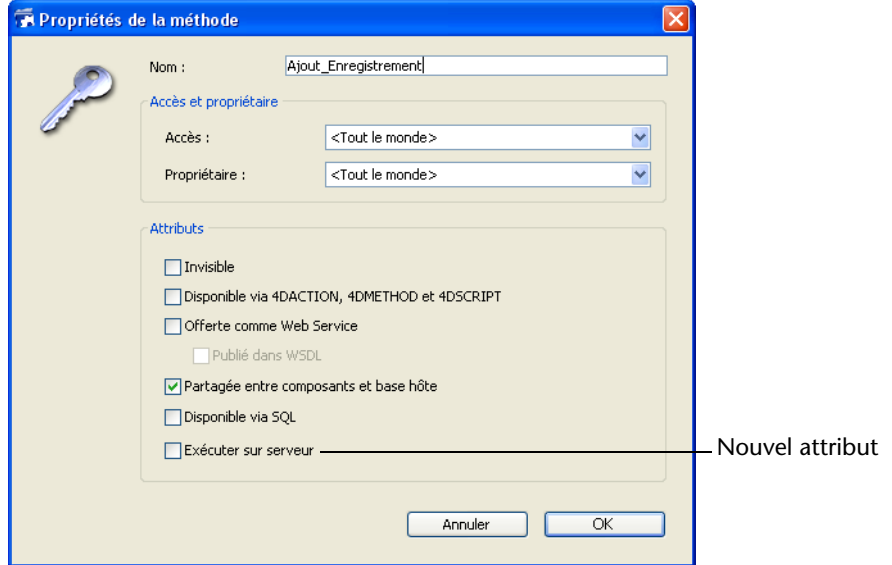 Propriétés de la méthode
Nom : Ajout_Enregistrement
Accès et propriétaire
Accès : <Tout le monde>
Propriétaire : <Tout le monde>
Attributs
Invisible
Disponible via 4DACTION, 4DMETHOD et 4DSCRIPT
Offerte comme Web Service
Publié dans WSDL
Partagée entre composants et base hôte
Disponible via SQL
Exécuter sur serveur Nouvel attribut
Annuler OK